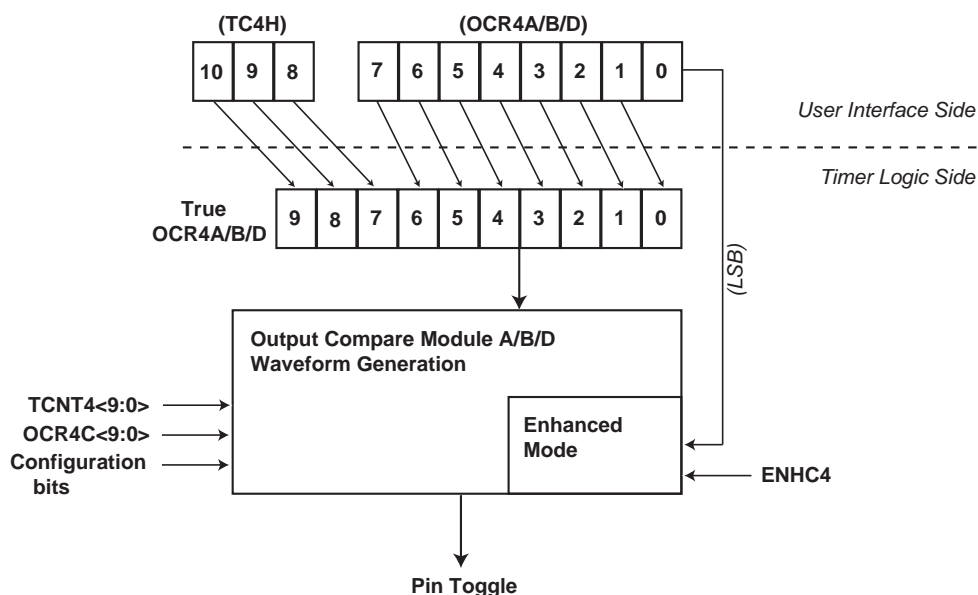 (TC4H) (OCR4A/B/D)
10 9 8 7 6 5 4 3 2 1 0
User Interface Side
Timer Logic Side
True
OCR4A/B/D
9 8 7 6 5 4 3 2 1 0
(LSB)
Output Compare Module A/B/D
Waveform Generation
TCNT4<9:0>
OCR4C<9:0>
Configuration
bits
Enhanced
Mode
ENHC4
Pin Toggle